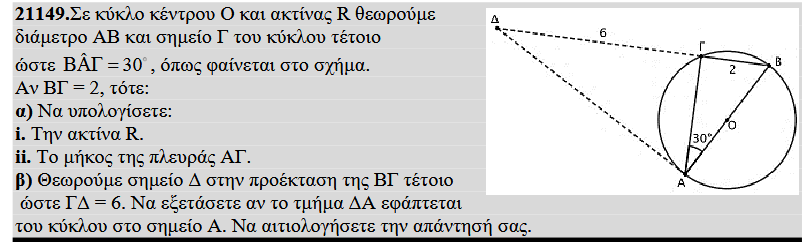 21149.Σε κύκλο κέντρου Ο και ακτίνας R θεωρούμε
διάμετρο ΑΒ και σημείο Γ του κύκλου τέτοιο
ώστε ΒÂΓ = 30°, όπως φαίνεται στο σχήμα.
Αν ΒΓ = 2, τότε:
α) Να υπολογίσετε:
i. Την ακτίνα R.
ii. Το μήκος της πλευράς ΑΓ.
β) Θεωρούμε σημείο Δ στην προέκταση της ΒΓ τέτοιο
ώστε ΓΔ = 6. Να εξετάσετε αν το τμήμα ΔΑ εφάπτεται
του κύκλου στο σημείο Α. Να αιτιολογήσετε την απάντησή σας.
Δ
6
Γ
2
Β
Ο
30°
Α